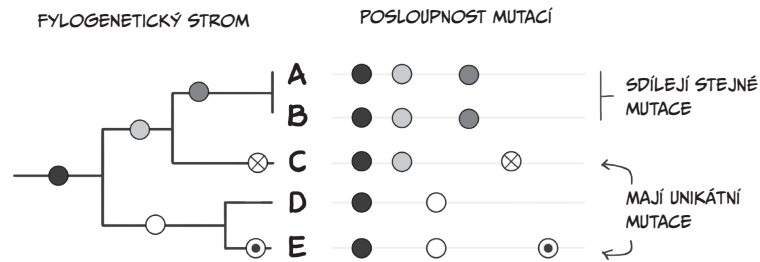 FYLOGENETICKÝ STROM
POSLOUPNOST MUTACÍ
A
B
C
D
E
SDÍLEJÍ STEJNÉ
MUTACE
MAJÍ UNIKÁTNÍ
MUTACE